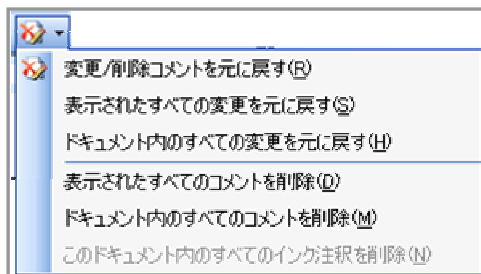 変更/削除コメントを元に戻す(R)
表示されたすべての変更を元に戻す(S)
ドキュメント内のすべての変更を元に戻す(H)
表示されたすべてのコメントを削除(D)
ドキュメント内のすべてのコメントを削除(M)
このドキュメント内のすべてのインク注釈を削除(N)